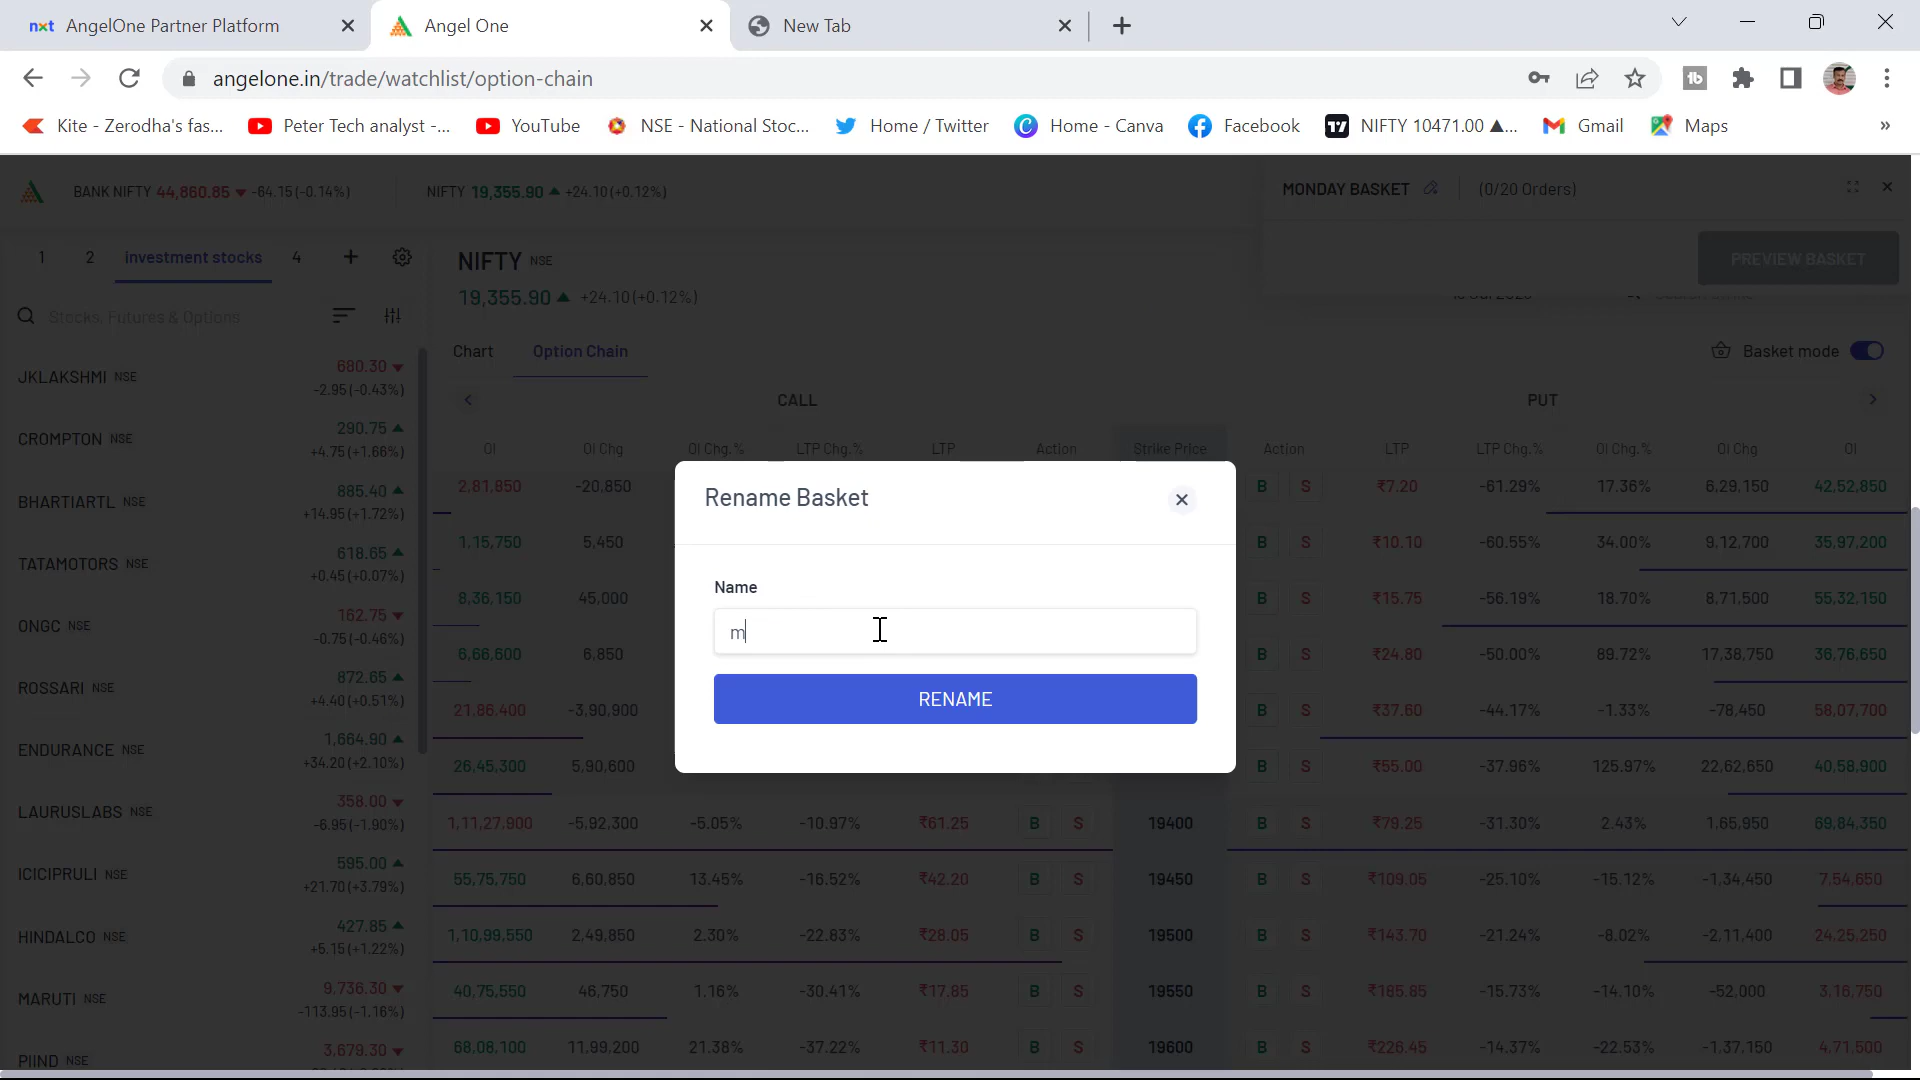 nxt AngelOne Partner Platform
Angel One
New Tab
angelone.in/trade/watchlist/option-chain
Kite - Zerodha's fas...
Peter Tech analyst -...
YouTube
NSE - National Stoc...
Home / Twitter
Home - Canva
Facebook
NIFTY 10471.00 ▲...
Gmail
Maps
»
BANK NIFTY 44,860.85 ▼ -64.15 (-0.14%)
NIFTY 19,355.90 ▲ +24.10 (+0.12%)
MONDAY BASKET
(0/20 Orders)
PREVIEW BASKET
1 2 investment stocks 4 +
Stocks, Futures & Options
NIFTY NSE
19,355.90 ▲ +24.10 (+0.12%)
Chart
Option Chain
Basket mode
CALL
PUT
OI OI Chg OI Chg.% LTP Chg.% LTP Action Strike Price Action LTP LTP Chg.% OI Chg.% OI Chg OI
JKLAKSHMI NSE 680.30 ▼
-2.95 (-0.43%)
CROMPTON NSE 290.75 ▲
+4.75 (+1.66%)
BHARTIARTL NSE 885.40 ▲
+14.95 (+1.72%)
TATAMOTORS NSE 618.65 ▲
+0.45 (+0.07%)
ONGC NSE 162.75 ▼
-0.75 (-0.46%)
ROSSARI NSE 872.65 ▲
+4.40 (+0.51%)
ENDURANCE NSE 1,664.90 ▲
+34.20 (+2.10%)
LAURUSLABS NSE 358.00 ▼
-6.95 (-1.90%)
ICICIPRULI NSE 595.00 ▲
+21.70 (+3.79%)
HINDALCO NSE 427.85 ▲
+5.15 (+1.22%)
MARUTI NSE 9,736.30 ▼
-113.95 (-1.16%)
PIIND NSE 3,679.30 ▼
2,81,850 -20,850 B S ₹7.20 -61.29% 17.36% 6,29,150 42,52,850
1,15,750 5,450 B S ₹10.10 -60.55% 34.00% 9,12,700 35,97,200
8,36,150 45,000 B S ₹15.75 -56.19% 18.70% 8,71,500 55,32,150
6,66,600 6,850 B S ₹24.80 -50.00% 89.72% 17,38,750 36,76,650
21,86,400 -3,90,900 B S ₹37.60 -44.17% -1.33% -78,450 58,07,700
26,45,300 5,90,600 B S ₹55.00 -37.96% 125.97% 22,62,650 40,58,900
1,11,27,900 -5,92,300 -5.05% -10.97% ₹61.25 B S 19400 B S ₹79.25 -31.30% 2.43% 1,65,950 69,84,350
55,75,750 6,60,850 13.45% -16.52% ₹42.20 B S 19450 B S ₹109.05 -25.10% -15.12% -1,34,450 7,54,650
1,10,99,550 2,49,850 2.30% -22.83% ₹28.05 B S 19500 B S ₹143.70 -21.24% -8.02% -2,11,400 24,25,250
40,75,550 46,750 1.16% -30.41% ₹17.85 B S 19550 B S ₹185.85 -15.73% -14.10% -52,000 3,16,750
68,08,100 11,99,200 21.38% -37.22% ₹11.30 B S 19600 B S ₹226.45 -14.37% -22.53% -1,37,150 4,71,500
Rename Basket
Name
m
RENAME